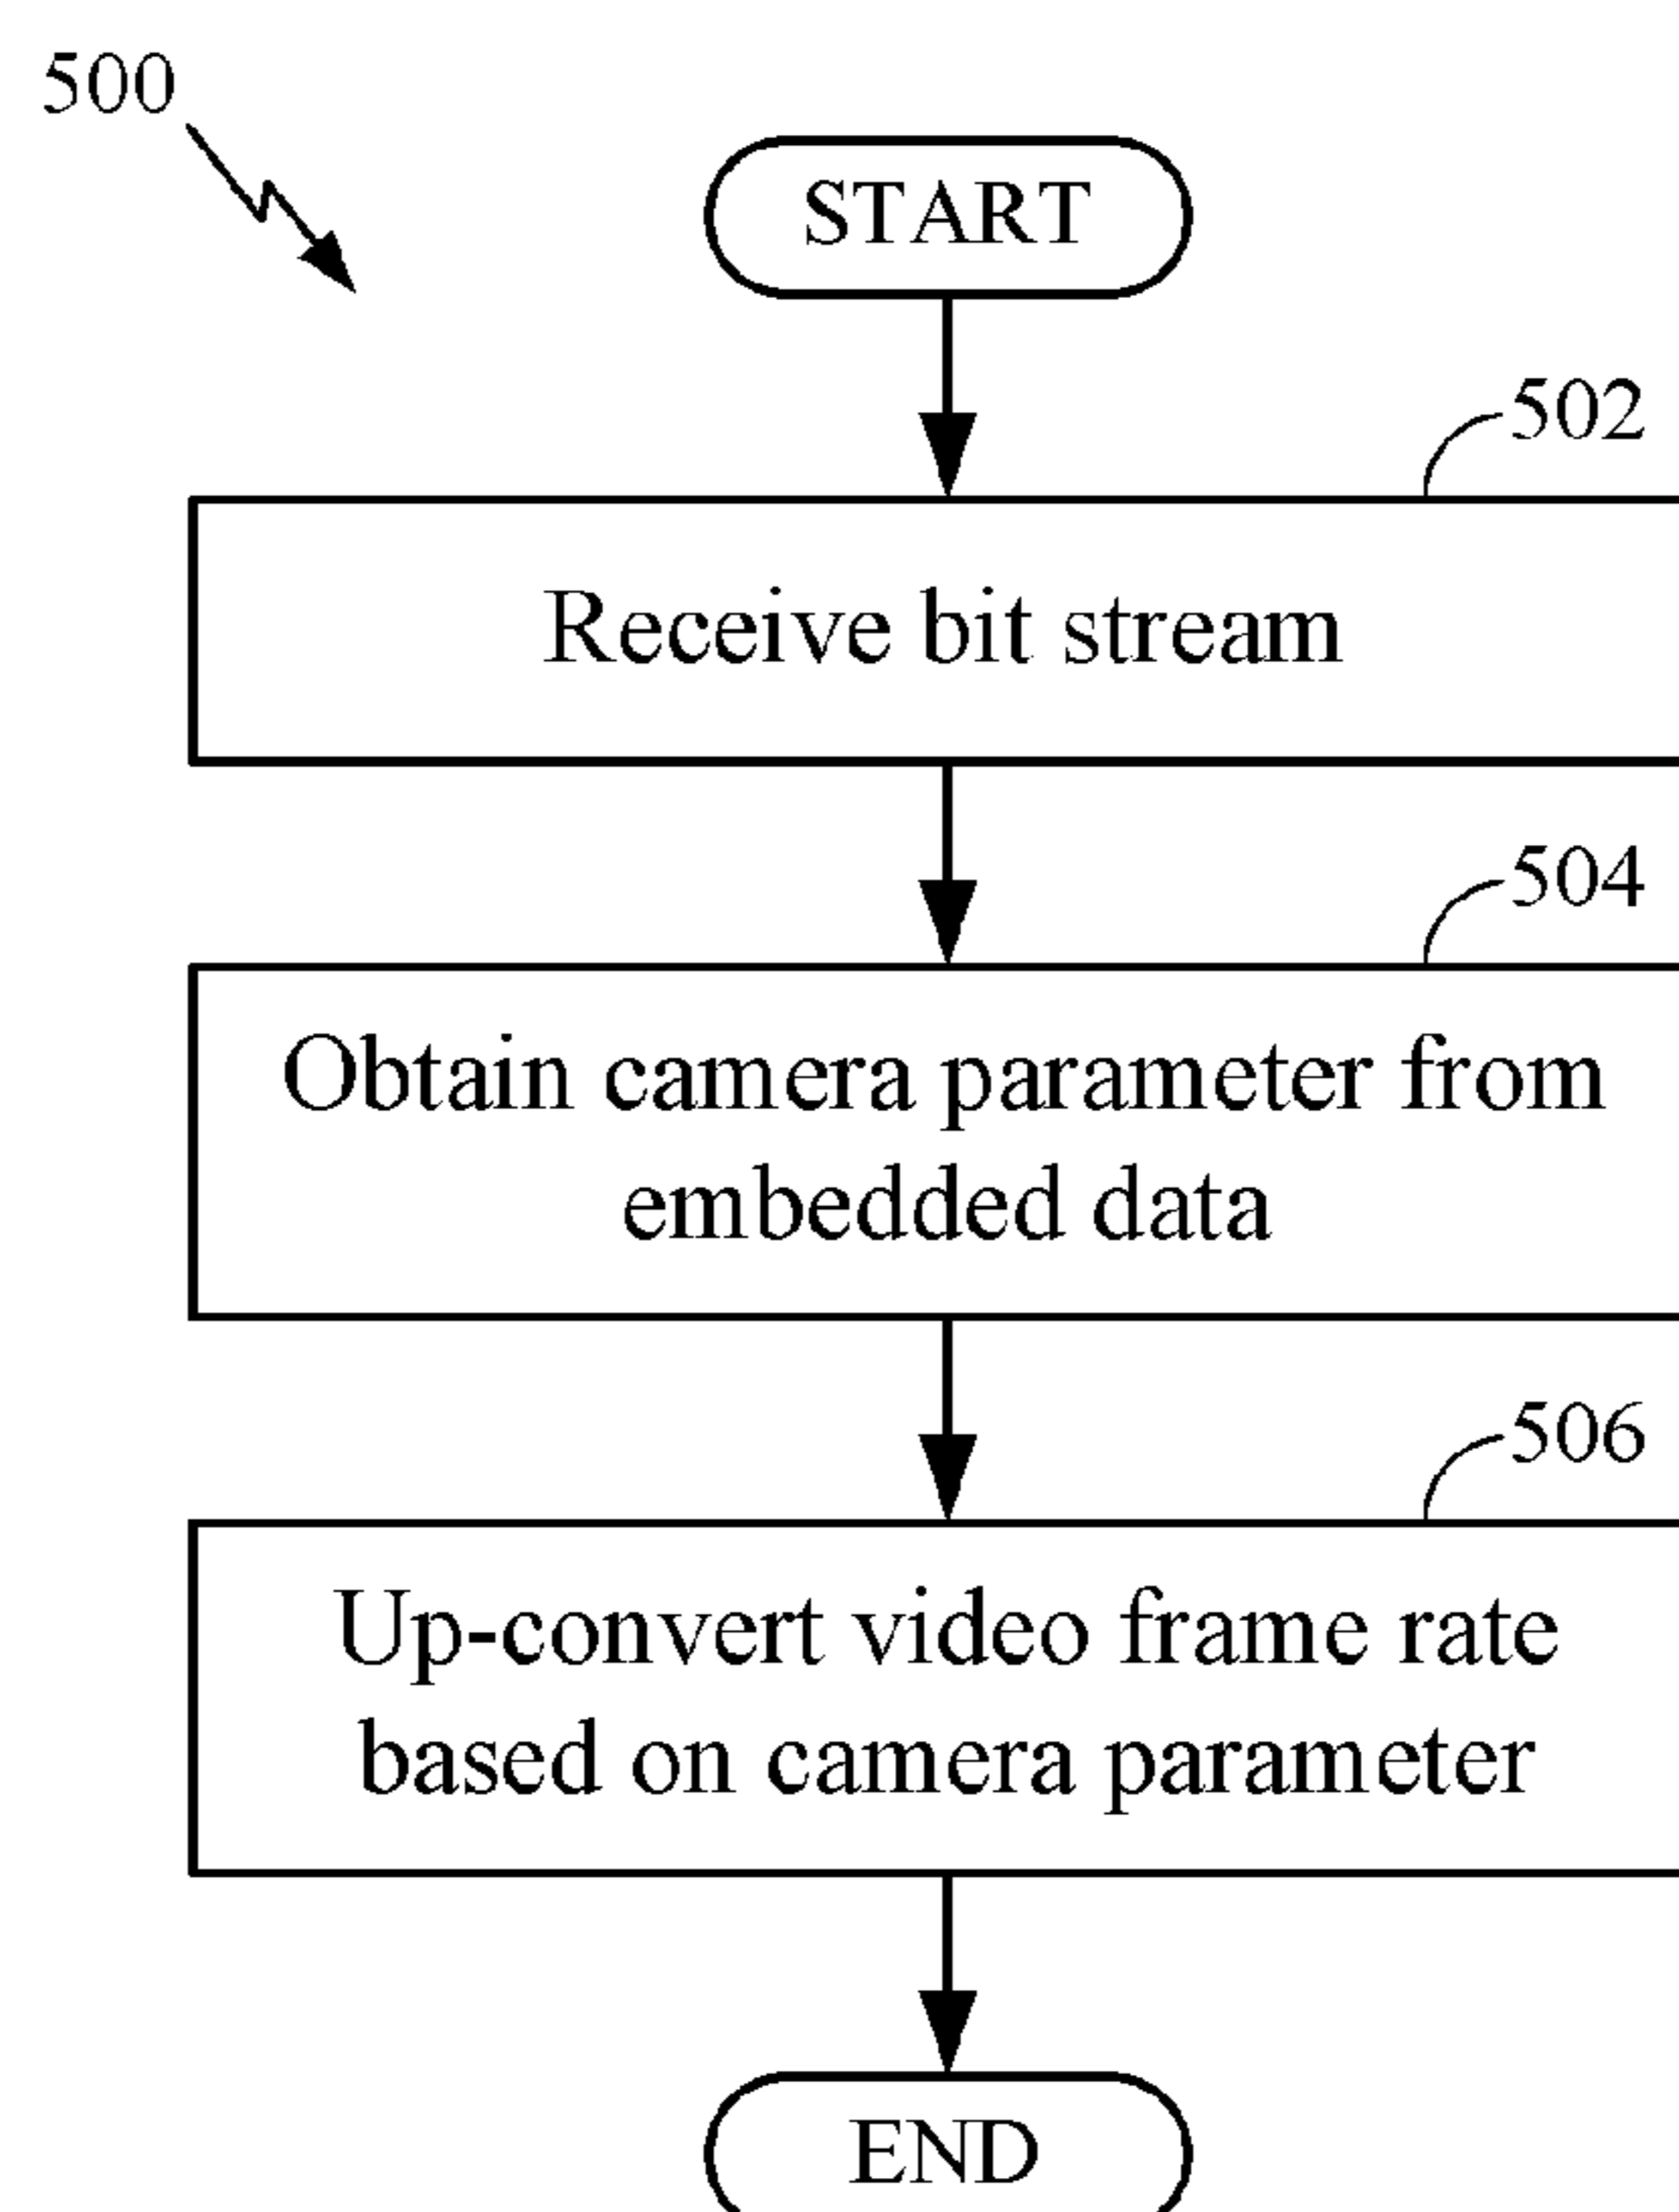 500
START
502
Receive bit stream
504
Obtain camera parameter from
embedded data
506
Up-convert video frame rate
based on camera parameter
END